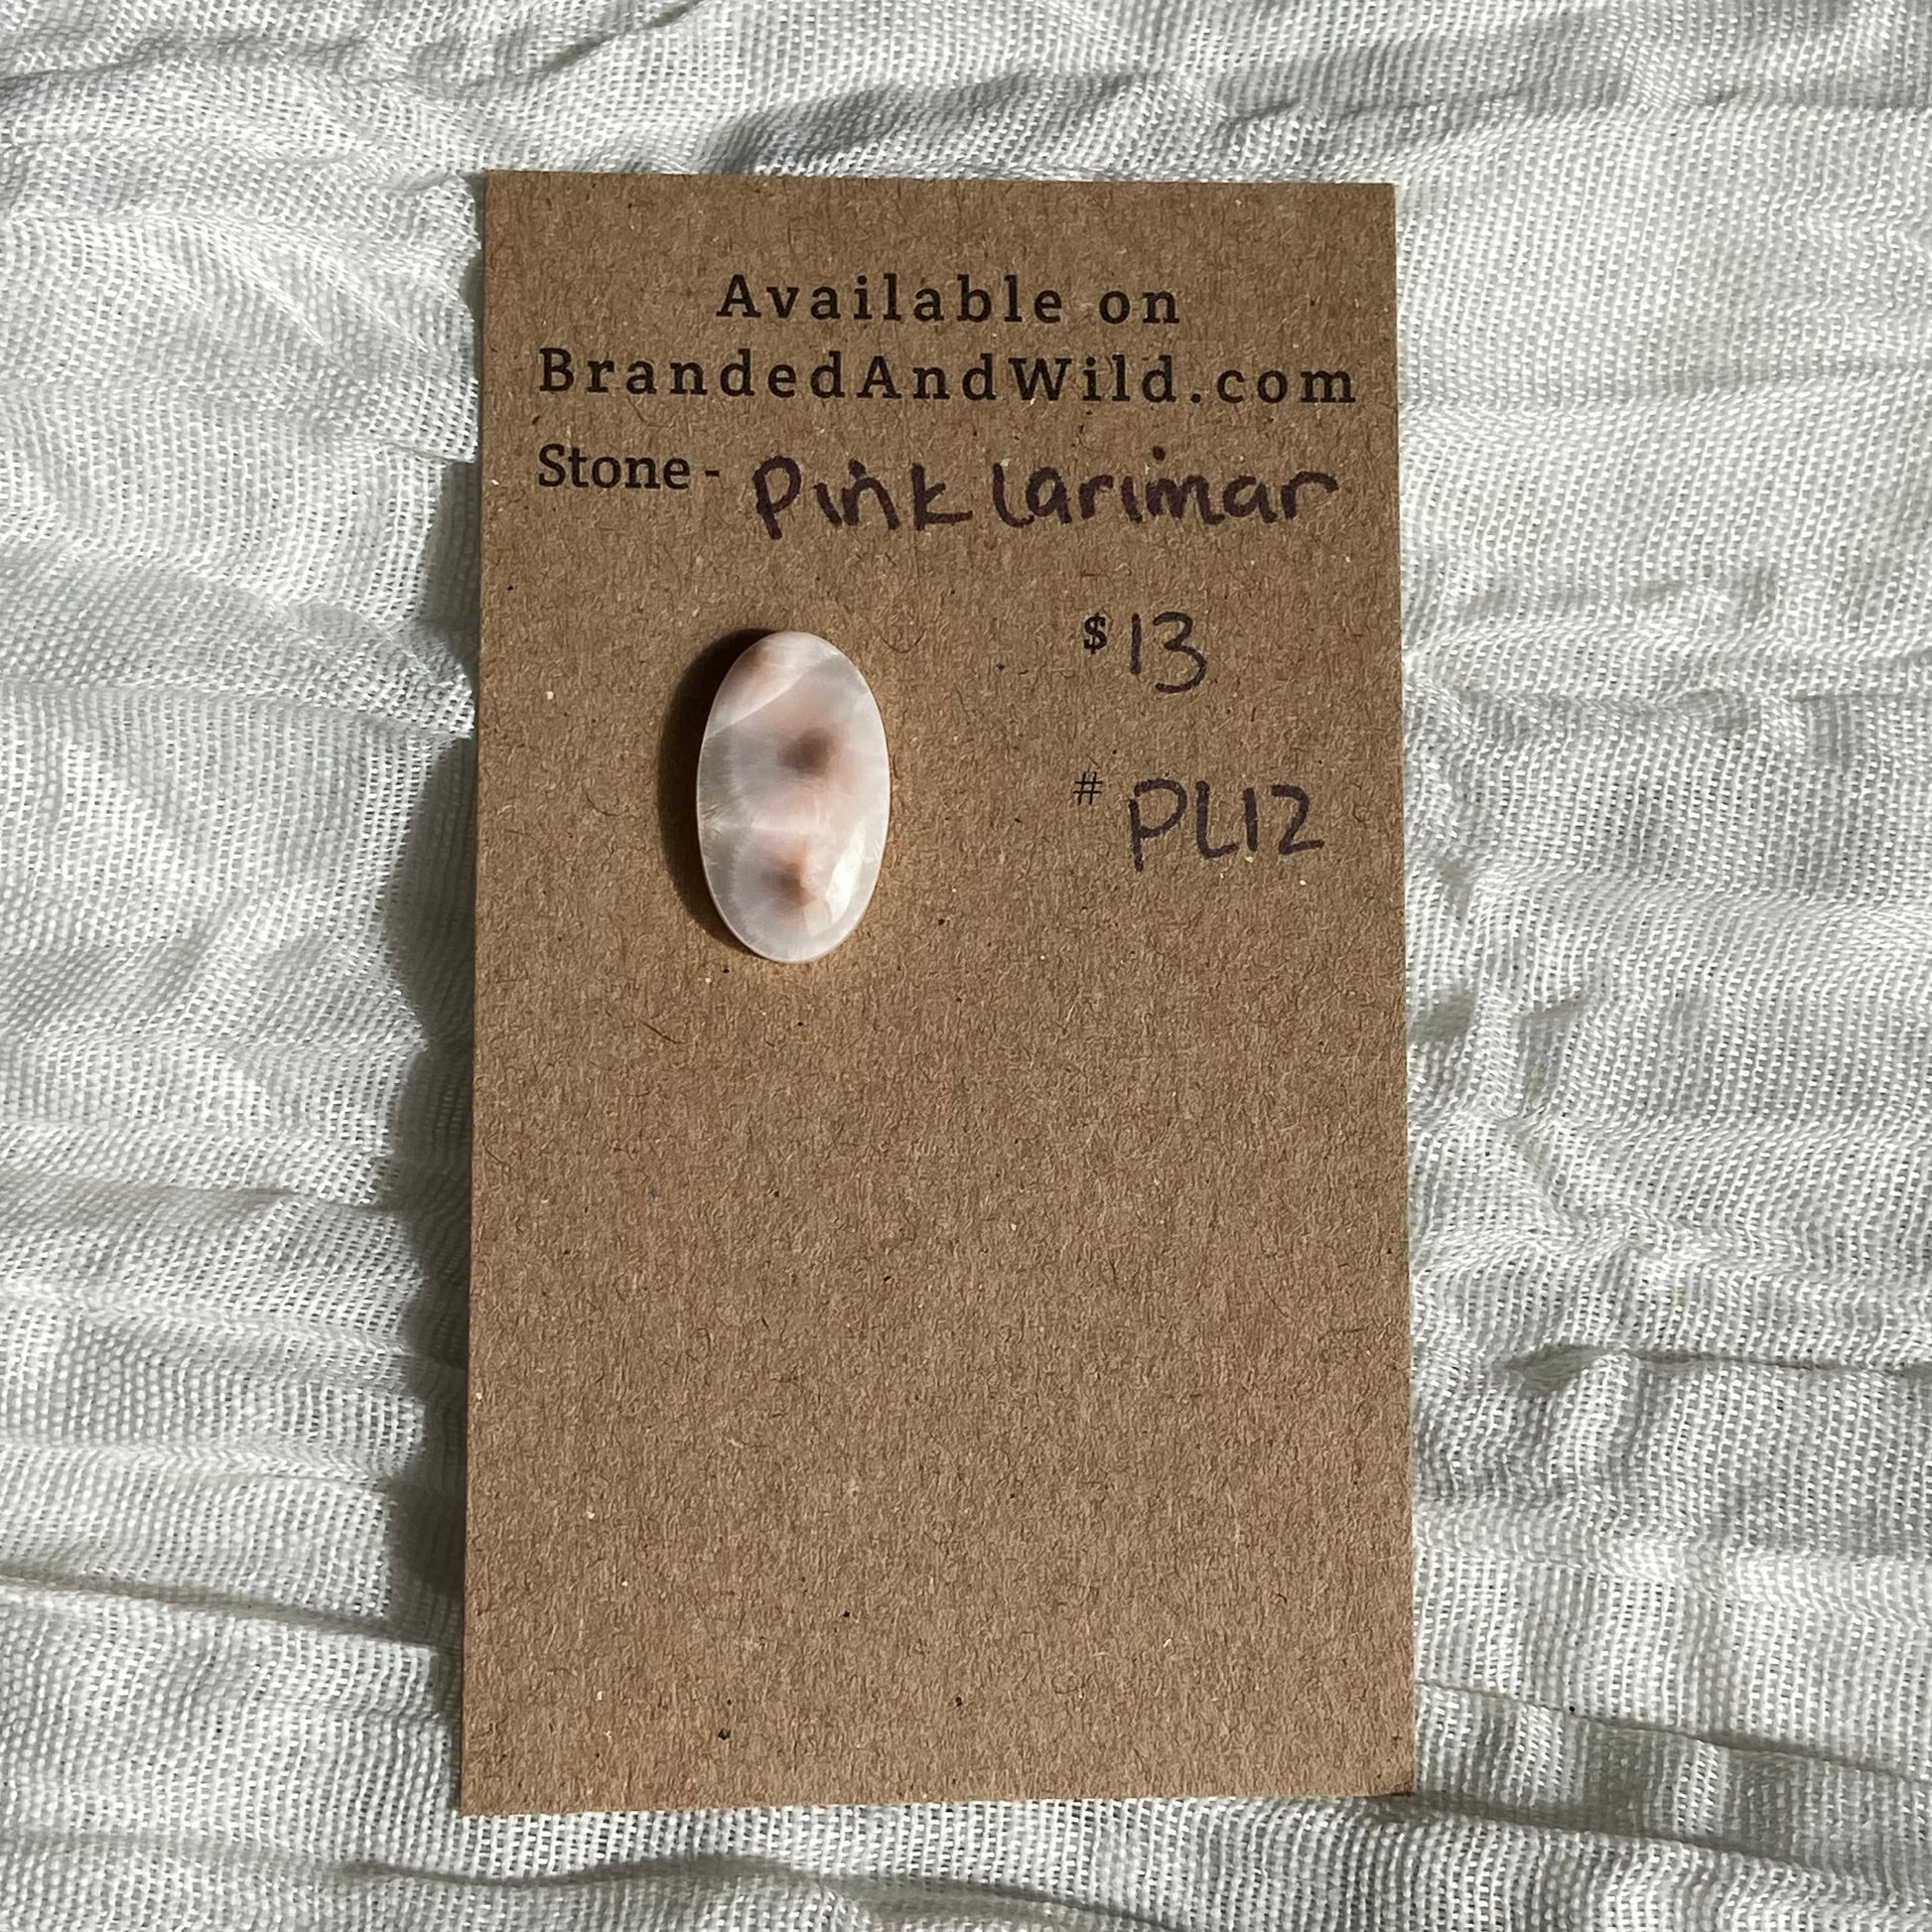 Available on
BrandedAndWild.com
Stone - Pink larimar
$ 13
# PL12